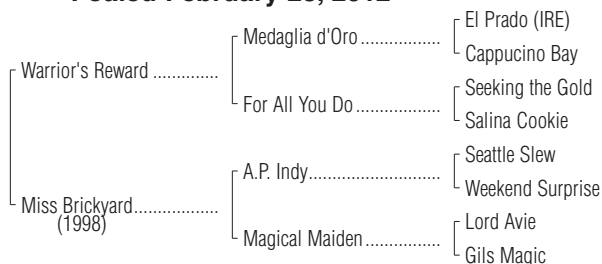 Foaled February 2012
El Prado (IRE)
Medaglia d'Oro ................
Cappucino Bay
Warrior's Reward .............
Seeking the Gold
For All You Do .................
Salina Cookie
Seattle Slew
A.P. Indy..........................
Weekend Surprise
Miss Brickyard.................
(1998)
Lord Avie
Magical Maiden...............
Gils Magic